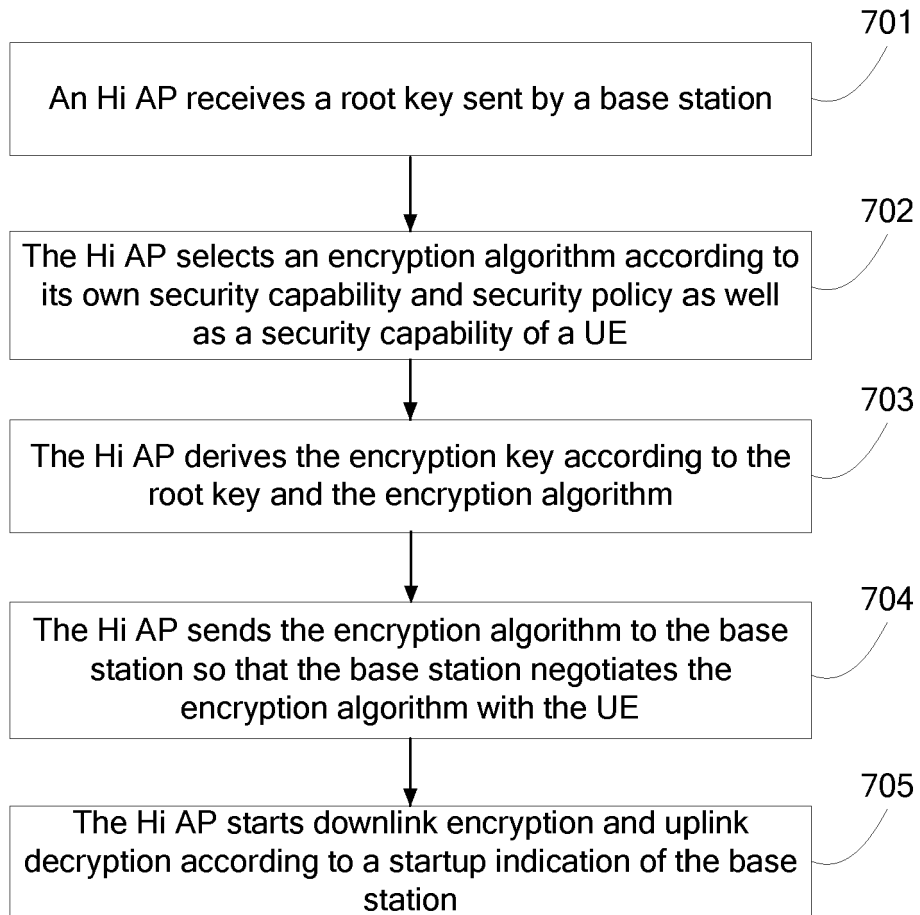 701
An Hi AP receives a root key sent by a base station
702
The Hi AP selects an encryption algorithm according to
its own security capability and security policy as well
as a security capability of a UE
703
The Hi AP derives the encryption key according to the
root key and the encryption algorithm
704
The Hi AP sends the encryption algorithm to the base
station so that the base station negotiates the
encryption algorithm with the UE
705
The Hi AP starts downlink encryption and uplink
decryption according to a startup indication of the base
station